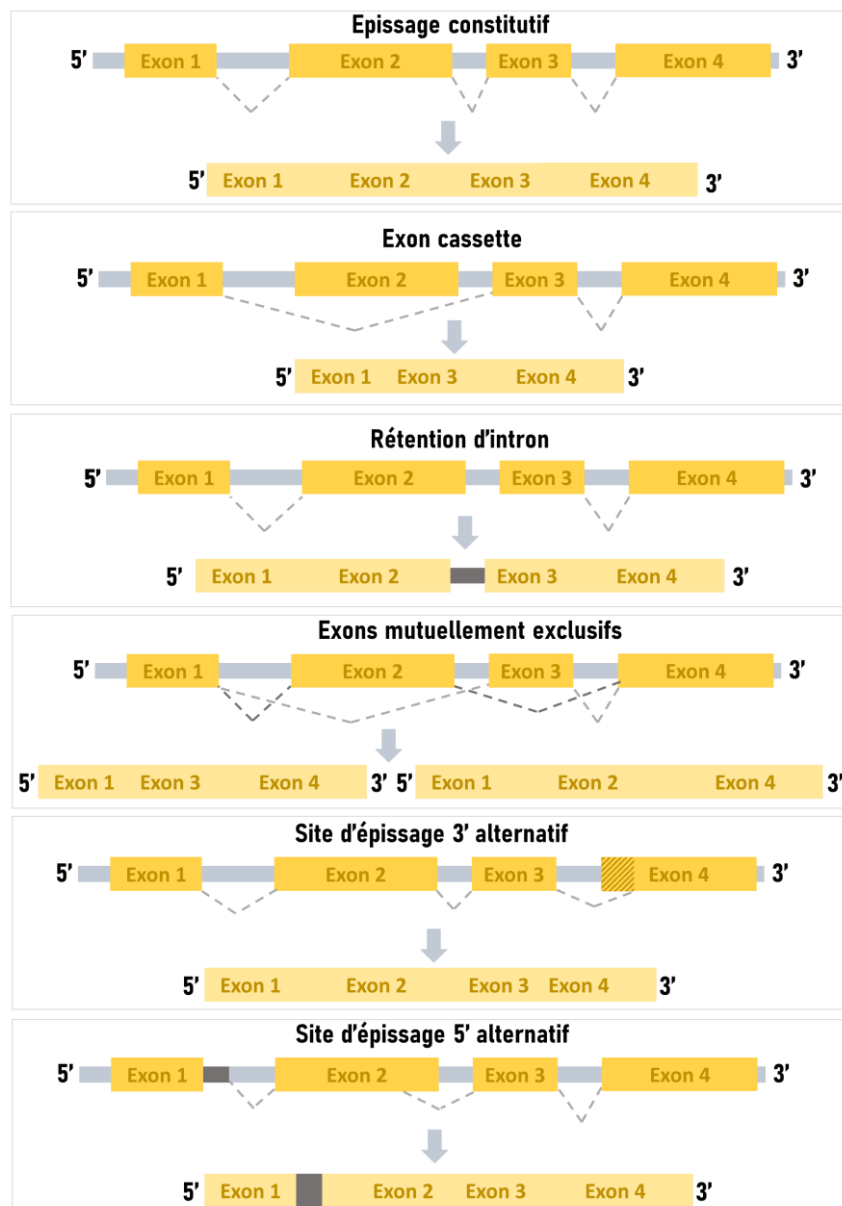 Epissage constitutif
5’ Exon 1 Exon 2 Exon 3 Exon 4 3’
5’ Exon 1 Exon 2 Exon 3 Exon 4 3’
Exon cassette
5’ Exon 1 Exon 2 Exon 3 Exon 4 3’
5’ Exon 1 Exon 3 Exon 4 3’
Rétention d’intron
5’ Exon 1 Exon 2 Exon 3 Exon 4 3’
5’ Exon 1 Exon 2 Exon 3 Exon 4 3’
Exons mutuellement exclusifs
5’ Exon 1 Exon 2 Exon 3 Exon 4 3’
5’ Exon 1 Exon 3 Exon 4 3’ 5’ Exon 1 Exon 2 Exon 4 3’
Site d’épissage 3’ alternatif
5’ Exon 1 Exon 2 Exon 3 Exon 4 3’
5’ Exon 1 Exon 2 Exon 3 Exon 4 3’
Site d’épissage 5’ alternatif
5’ Exon 1 Exon 2 Exon 3 Exon 4 3’
5’ Exon 1 Exon 2 Exon 3 Exon 4 3’